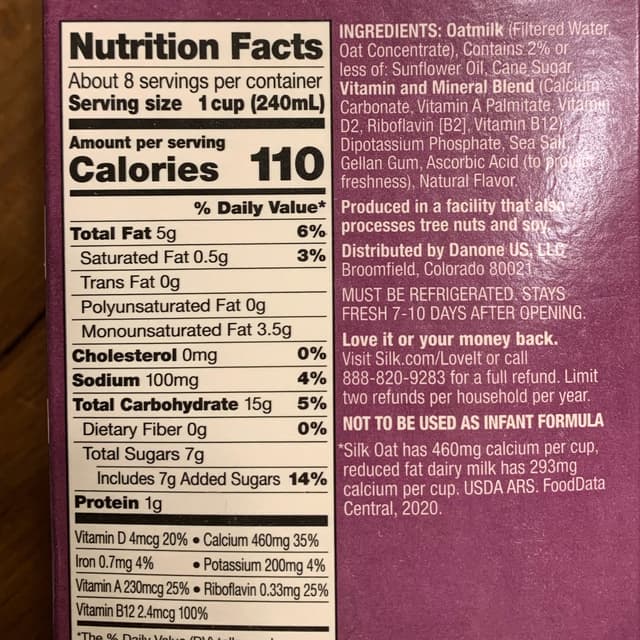 Nutrition Facts
About 8 servings per container
Serving size 1 cup (240mL)
Amount per serving
Calories 110
% Daily Value*
Total Fat 5g 6%
Saturated Fat 0.5g 3%
Trans Fat 0g
Polyunsaturated Fat 0g
Monounsaturated Fat 3.5g
Cholesterol 0mg 0%
Sodium 100mg 4%
Total Carbohydrate 15g 5%
Dietary Fiber 0g 0%
Total Sugars 7g
Includes 7g Added Sugars 14%
Protein 1g
Vitamin D 4mcg 20% • Calcium 460mg 35%
Iron 0.7mg 4% • Potassium 200mg 4%
Vitamin A 230mcg 25% • Riboflavin 0.33mg 25%
Vitamin B12 2.4mcg 100%
*The % Daily Value (DV)
INGREDIENTS: Oatmilk (Filtered Water,
Oat Concentrate), Contains 2% or
less of: Sunflower Oil, Cane Sugar,
Vitamin and Mineral Blend (Calcium
Carbonate, Vitamin A Palmitate, Vitamin
D2, Riboflavin [B2], Vitamin B12),
Dipotassium Phosphate, Sea Salt,
Gellan Gum, Ascorbic Acid (to protect
freshness), Natural Flavor.
Produced in a facility that also
processes tree nuts and soy.
Distributed by Danone US, LLC
Broomfield, Colorado 80021
MUST BE REFRIGERATED. STAYS
FRESH 7-10 DAYS AFTER OPENING.
Love it or your money back.
Visit Silk.com/LoveIt or call
888-820-9283 for a full refund. Limit
two refunds per household per year.
NOT TO BE USED AS INFANT FORMULA
*Silk Oat has 460mg calcium per cup,
reduced fat dairy milk has 293mg
calcium per cup. USDA ARS. FoodData
Central, 2020.